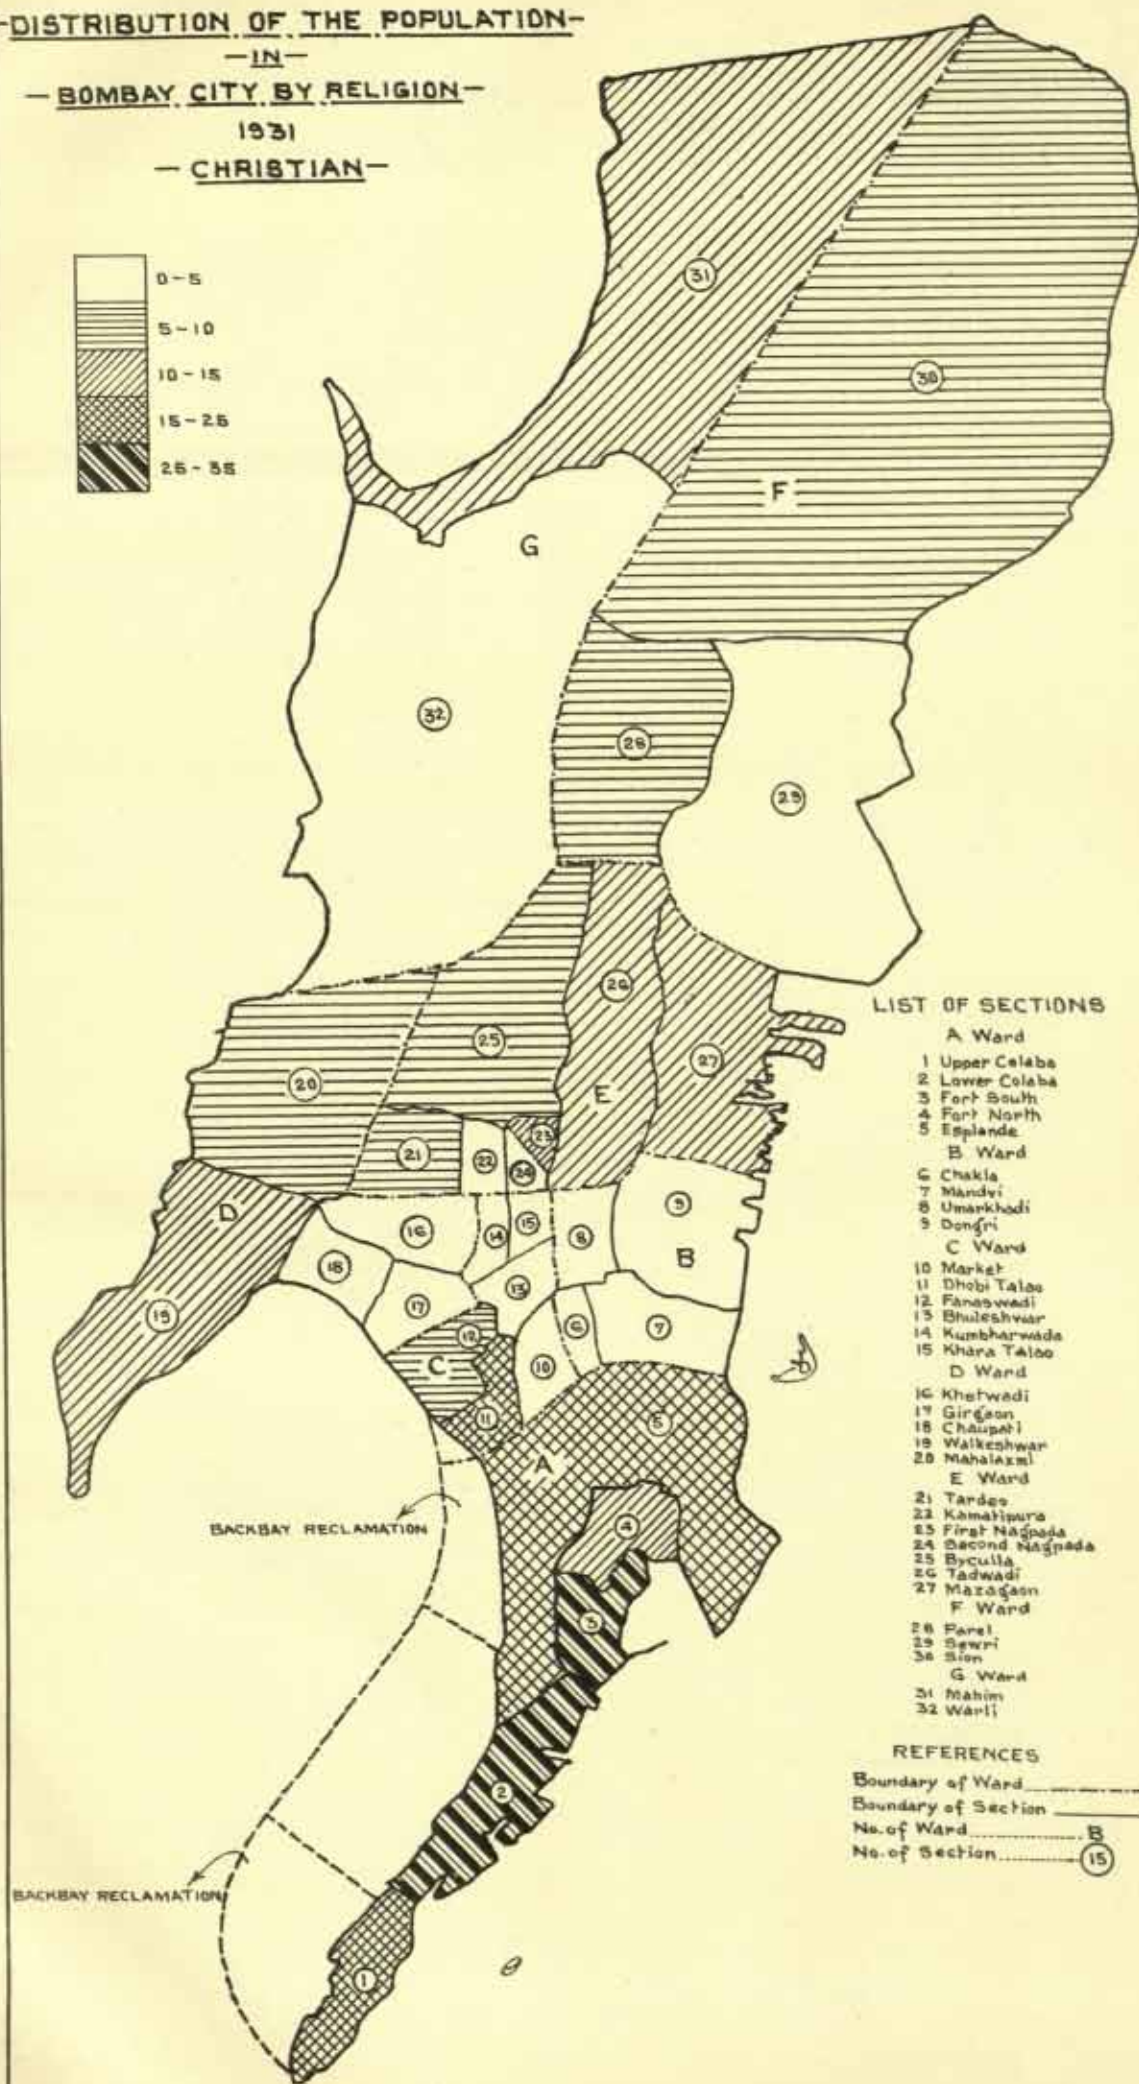 -DISTRIBUTION OF THE POPULATION-
-IN-
- BOMBAY CITY BY RELIGION-
1931
- CHRISTIAN-
0-5
5-10
10-15
15-25
25-35
31
30
F
G
32
28
29
26
25
27
20
E
23
21
22
24
D
9
16
15
14
8
B
18
13
17
19
12
6
7
C
10
11
5
A
BACKBAY RECLAMATION
4
3
2
BACKBAY RECLAMATION
1
LIST OF SECTIONS
A Ward
1 Upper Colaba
2 Lower Colaba
3 Fort South
4 Fort North
5 Esplande
B Ward
6 Chakla
7 Mandvi
8 Umarkhadi
9 Dongri
C Ward
10 Market
11 Dhobi Talao
12 Fanaswadi
13 Bhuleshwar
14 Kumbharwada
15 Khara Talao
D Ward
16 Khetwadi
17 Girgaon
18 Chaupati
19 Walkeshwar
20 Mahalaxmi
E Ward
21 Tardeo
22 Kamatipura
23 First Nagpada
24 Second Nagpada
25 Byculla
26 Tadwadi
27 Mazagaon
F Ward
28 Parel
29 Sewri
30 Sion
G Ward
31 Mahim
32 Warli
REFERENCES
Boundary of Ward
Boundary of Section
No. of Ward B
No. of Section 15